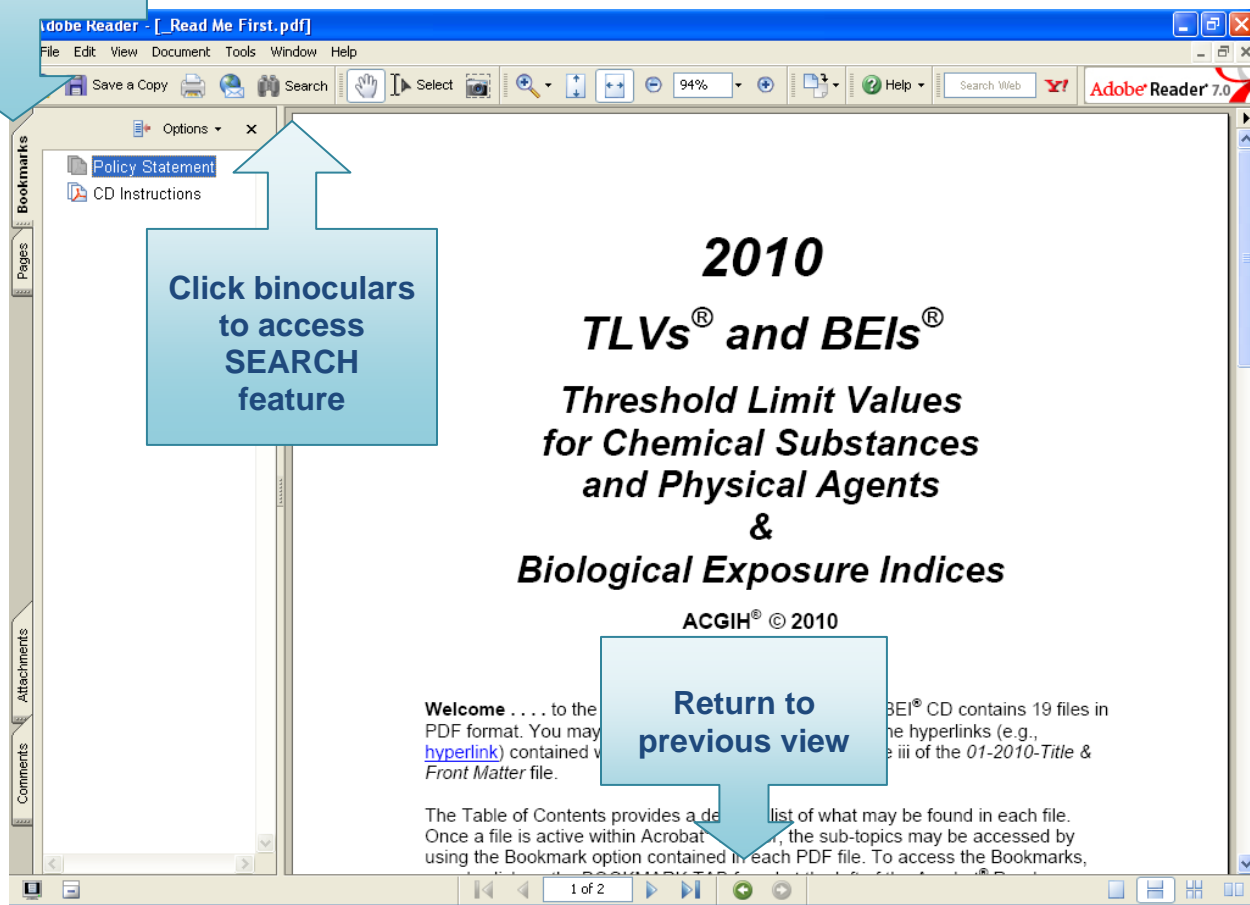 Adobe Reader - [_Read Me First.pdf]
File Edit View Document Tools Window Help
Save a Copy Search Select 94% Help Search Web Y! Adobe Reader 7.0
Options x
Bookmarks
Policy Statement
CD Instructions
Pages
Click binoculars
to access
SEARCH
feature
2010
TLVs® and BEIs®
Threshold Limit Values
for Chemical Substances
and Physical Agents
&
Biological Exposure Indices
ACGIH® © 2010
Attachments
Comments
Return to
previous view
Welcome . . . . to the BEI® CD contains 19 files in
PDF format. You may hyperlinks (e.g.,
hyperlink) contained iii of the 01-2010-Title &
Front Matter file.
The Table of Contents provides a list of what may be found in each file.
Once a file is active within Acrobat the sub-topics may be accessed by
using the Bookmark option contained in each PDF file. To access the Bookmarks,
1 of 2